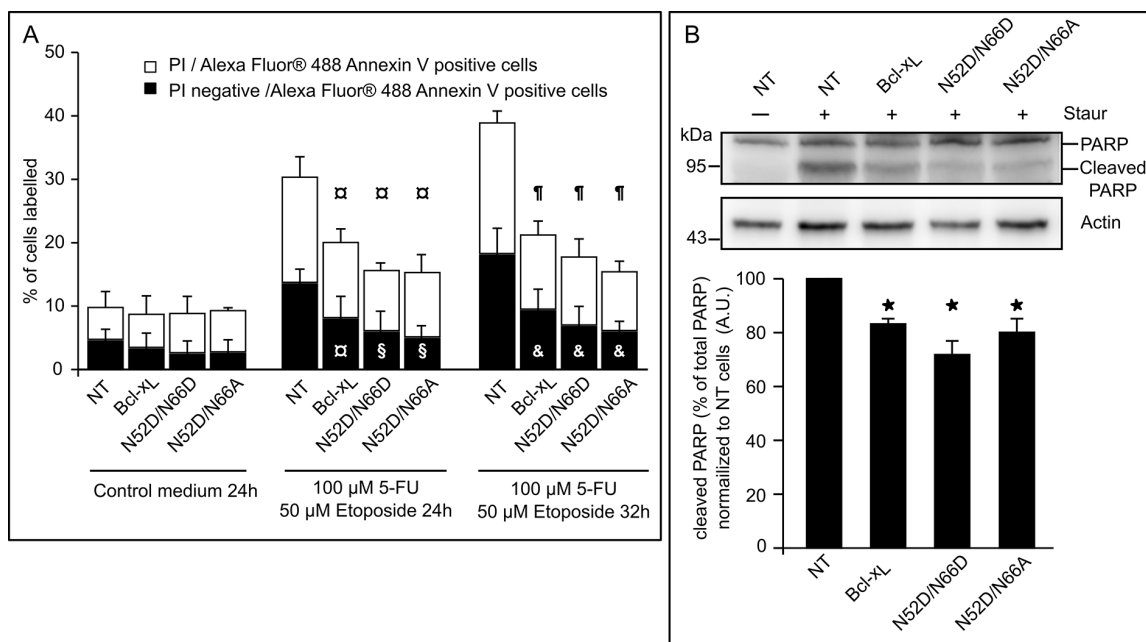 A
50
40
30
20
10
0
% of cells labelled
PI / Alexa Fluor® 488 Annexin V positive cells
PI negative /Alexa Fluor® 488 Annexin V positive cells
¤ ¤ ¤
¤ § §
¶ ¶ ¶
& & &
NT Bcl-xL N52D/N66D N52D/N66A
NT Bcl-xL N52D/N66D N52D/N66A
NT Bcl-xL N52D/N66D N52D/N66A
Control medium 24h
100 µM 5-FU
50 µM Etoposide 24h
100 µM 5-FU
50 µM Etoposide 32h
B
NT NT Bcl-xL N52D/N66D N52D/N66A
– + + + + Staur
kDa
95
PARP
Cleaved
PARP
43
Actin
100
80
60
40
20
0
cleaved PARP (% of total PARP)
normailized to NT cells (A.U.)
★ ★ ★
NT Bcl-xL N52D/N66D N52D/N66A